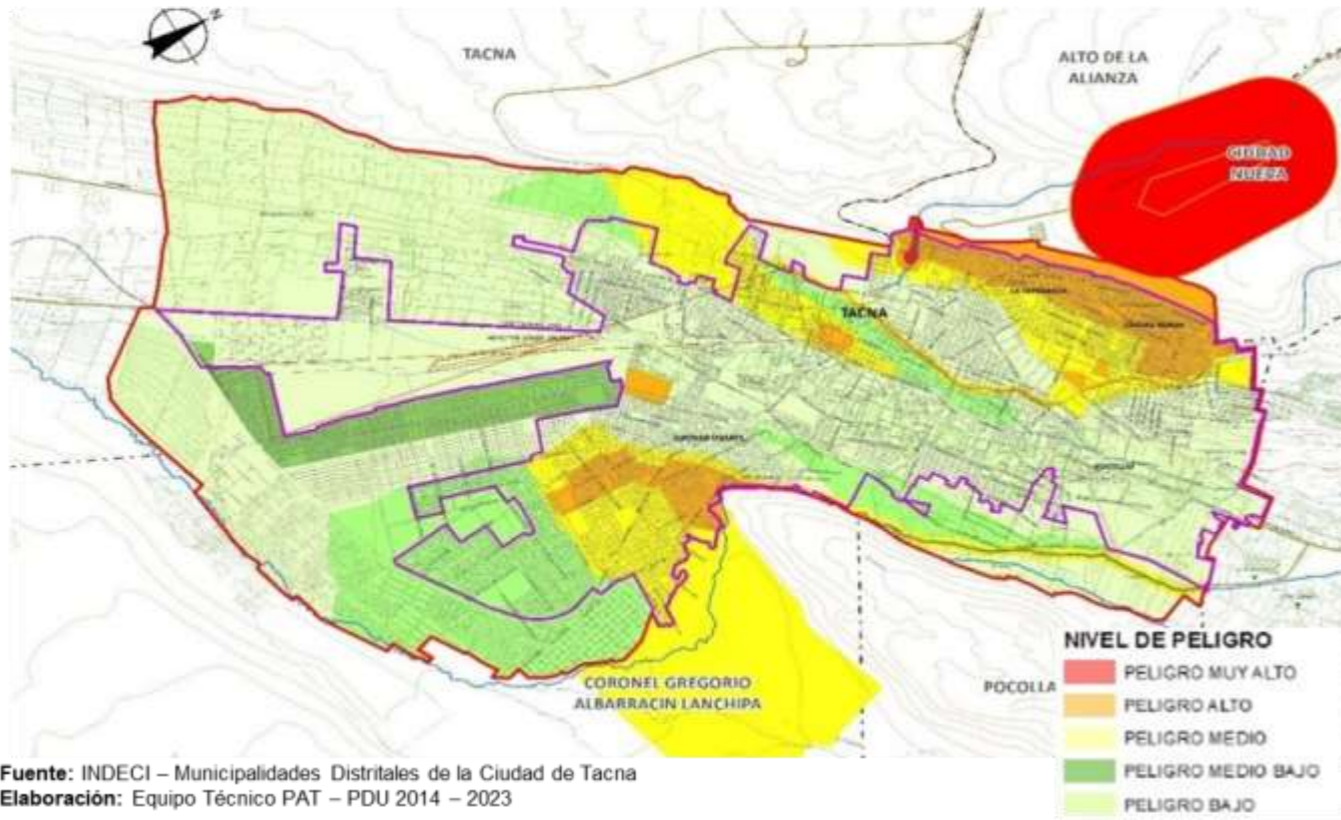 N
TACNA
ALTO DE LA
ALIANZA
CIUDAD
NUEVA
TACNA
CORONEL GREGORIO
ALBARRACIN LANCHIPA
POCOLLA
NIVEL DE PELIGRO
PELIGRO MUY ALTO
PELIGRO ALTO
PELIGRO MEDIO
PELIGRO MEDIO BAJO
PELIGRO BAJO
Fuente: INDECI – Municipalidades Distritales de la Ciudad de Tacna
Elaboración: Equipo Técnico PAT – PDU 2014 – 2023